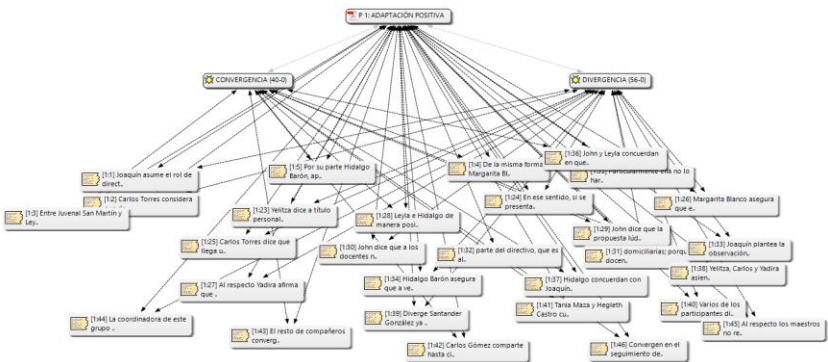 P 1: ADAPTACIÓN POSITIVA
CONVERGENCIA {40-0}
DIVERGENCIA {56-0}
[1:1] Joaquín asume el rol de
direct..
[1:2] Carlos Torres considera
[1:3] Entre Juvenal San Martín y
Ley..
[1:5] Por su parte Hidalgo
Barón, ap..
[1:23] Yelitza dice a título
personal..
[1:25] Carlos Torres dice que
llega u..
[1:27] Al respecto Yadira afirma
que ..
[1:44] La coordinadora de este
grupo ..
[1:43] El resto de compañeros
converg..
[1:28] Leyla e Hidalgo de
manera posi..
[1:30] John dice que a los
docentes n..
[1:34] Hidalgo Barón asegura
que a ve..
[1:39] Diverge Santander
González ya ..
[1:42] Carlos Gómez comparte
hasta ci..
[1:4] De la misma forma
Margarita Bl..
[1:36] John y Leyla concuerdan
en que..
Particularmente ella no lo
har..
[1:24] En ese sentido, si se
presenta..
[1:26] Margarita Blanco asegura
que e..
[1:29] John dice que la
propuesta lúd..
[1:31] domiciliarias; porqu
docen..
[1:32] parte del directivo, que es
al..
[1:33] Joaquín plantea la
observación..
[1:37] Hidalgo concuerdan con
Joaquín..
[1:38] Yelitza, Carlos y Yadira
asien..
[1:41] Tania Maza y Hegleth
Castro cu..
[1:40] Varios de los
participantes di..
[1:45] Al respecto los maestros
no re..
[1:46] Convergen en el
seguimiento de..